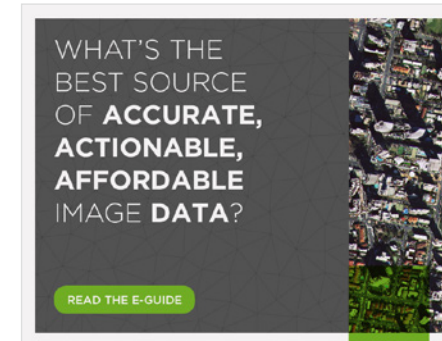 WHAT'S THE
BEST SOURCE
OF ACCURATE,
ACTIONABLE,
AFFORDABLE
IMAGE DATA?
READ THE E-GUIDE